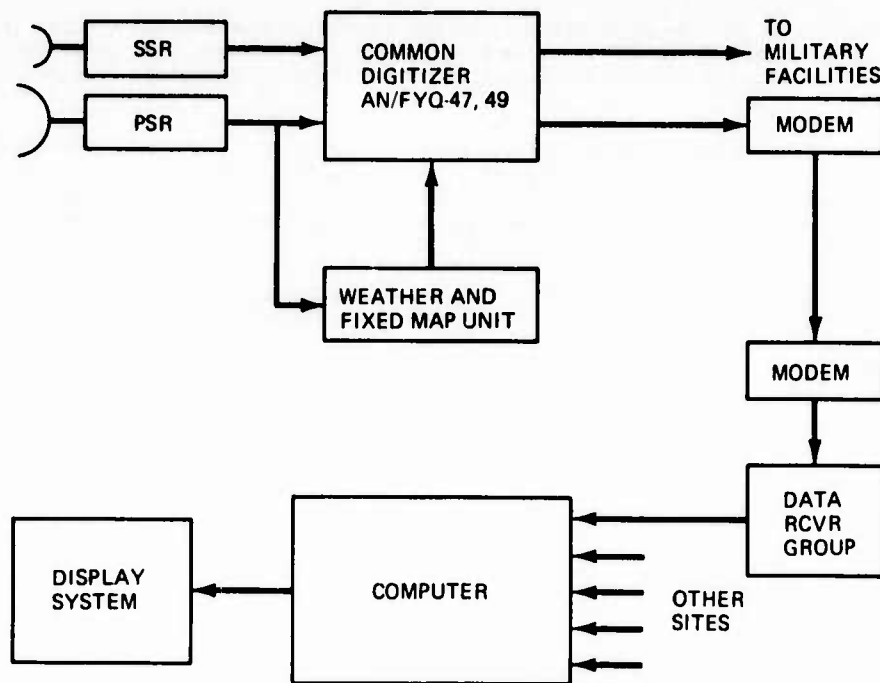 SSR
COMMON
DIGITIZER
AN/FYQ-47, 49
TO
MILITARY
FACILITIES
PSR
MODEM
WEATHER AND
FIXED MAP UNIT
MODEM
DATA
RCVR
GROUP
DISPLAY
SYSTEM
COMPUTER
OTHER
SITES